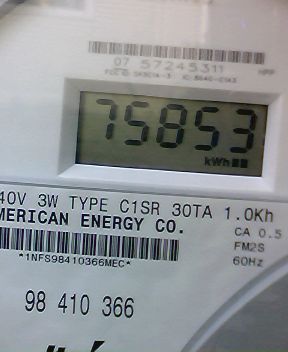 07 57245311
75853
kWh
40V 3W TYPE C1SR 30TA 1.0Kh
MERICAN ENERGY CO.
CA 0.5
FM2S
*1NFS98410366MEC*
60Hz
98 410 366